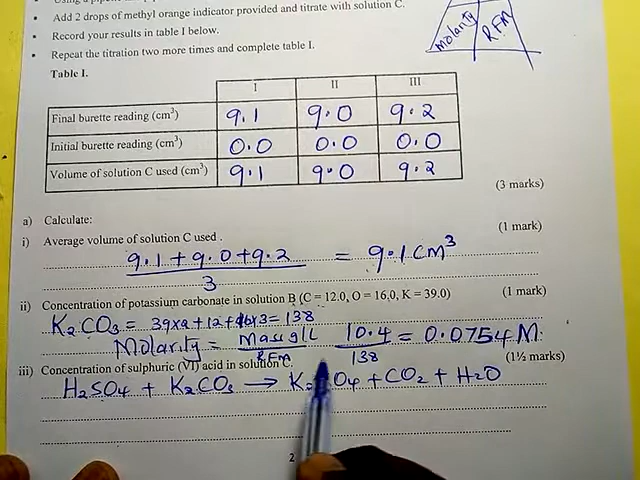 Add 2 drops of methyl orange indicator provided and titrate with solution C.
Record your results in table I below.
Repeat the titration two more times and complete table I.
Molarity RFM
Table I.
I II III
Final burette reading (cm³) 9.1 9.0 9.2
Initial burette reading (cm³) 0.0 0.0 0.0
Volume of solution C used (cm³) 9.1 9.0 9.2
(3 marks)
a) Calculate:
i) Average volume of solution C used . (1 mark)
9.1 + 9.0 + 9.2 = 9.1 cm³
3
ii) Concentration of potassium carbonate in solution B (C = 12.0, O = 16.0, K = 39.0) (1 mark)
K₂CO₃ = 39x2 + 12 + 16x3 = 138
Molarity = Mass g/L 10.4 = 0.0754 M
RFM 138
iii) Concentration of sulphuric (VI) acid in solution C. (1½ marks)
H₂SO₄ + K₂CO₃ → K₂ O₄ + CO₂ + H₂O
2